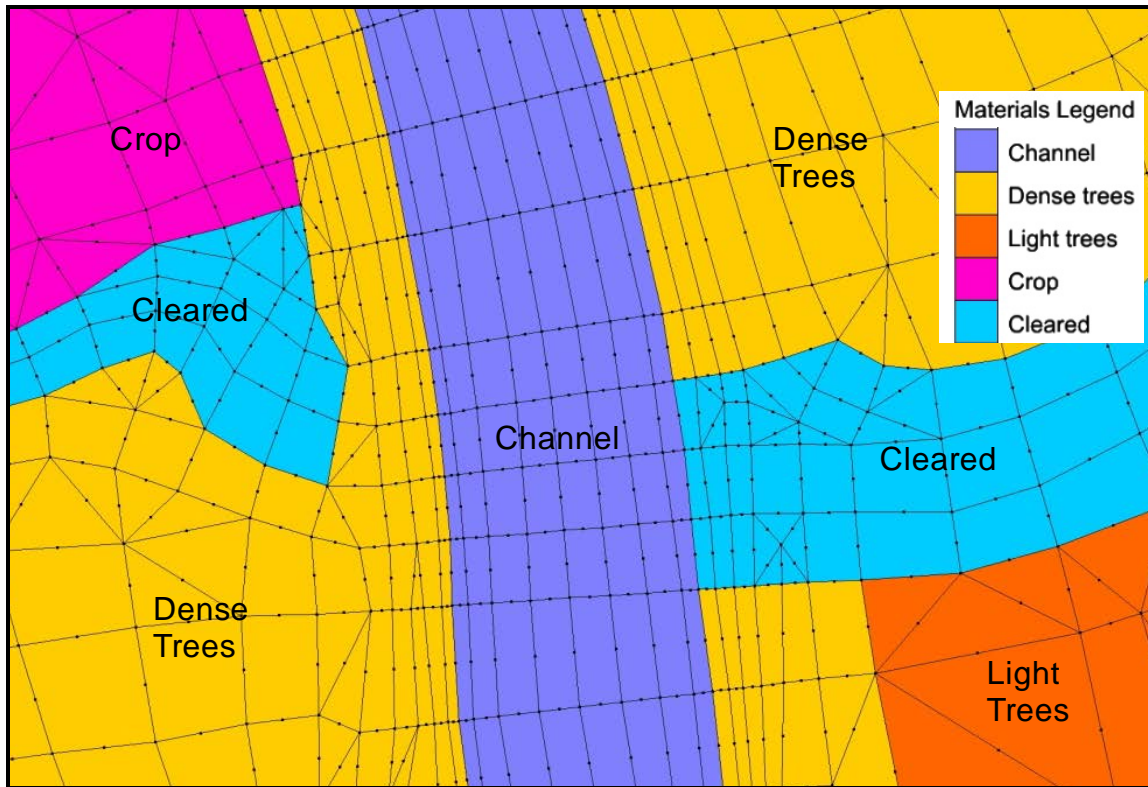 Crop
Dense
Trees
Materials Legend
Channel
Dense trees
Light trees
Crop
Cleared
Cleared
Channel
Cleared
Dense
Trees
Light
Trees